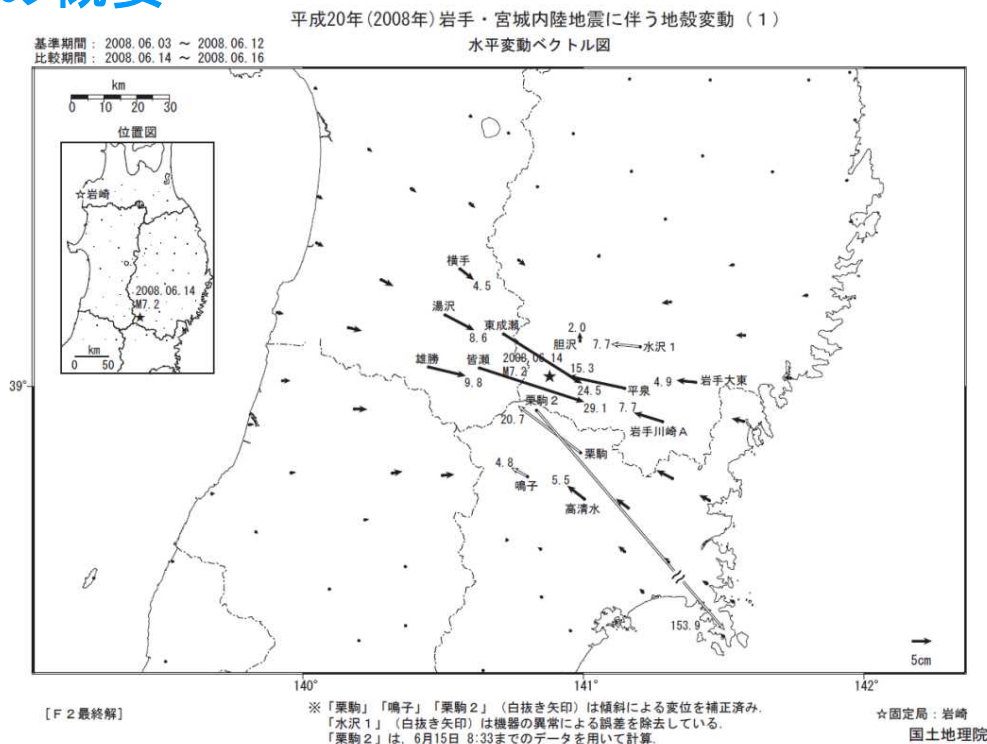 の概要
平成20年(2008年)岩手・宮城内陸地震に伴う地殻変動（1）
水平変動ベクトル図
基準期間：2008.06.03 ～ 2008.06.12
比較期間：2008.06.14 ～ 2008.06.16
km
0 10 20 30
位置図
☆岩崎
2008.06.14
M7.2
km
0 50
横手
4.5
湯沢
8.6
東成瀬
2.0
胆沢
7.7
水沢1
雄勝
9.8
皆瀬
2008.06.14
M7.2
15.3
24.5
29.1
平泉
4.9
岩手大東
39°
栗駒2
7.7
岩手川崎A
20.7
栗駒
4.8
鳴子
5.5
高清水
153.9
5cm
140°
141°
142°
[F2最終解]
※「栗駒」「鳴子」「栗駒2」（白抜き矢印）は傾斜による変位を補正済み.
「水沢1」（白抜き矢印）は機器の異常による誤差を除去している.
「栗駒2」は、6月15日 8:33までのデータを用いて計算.
☆固定局：岩崎
国土地理院